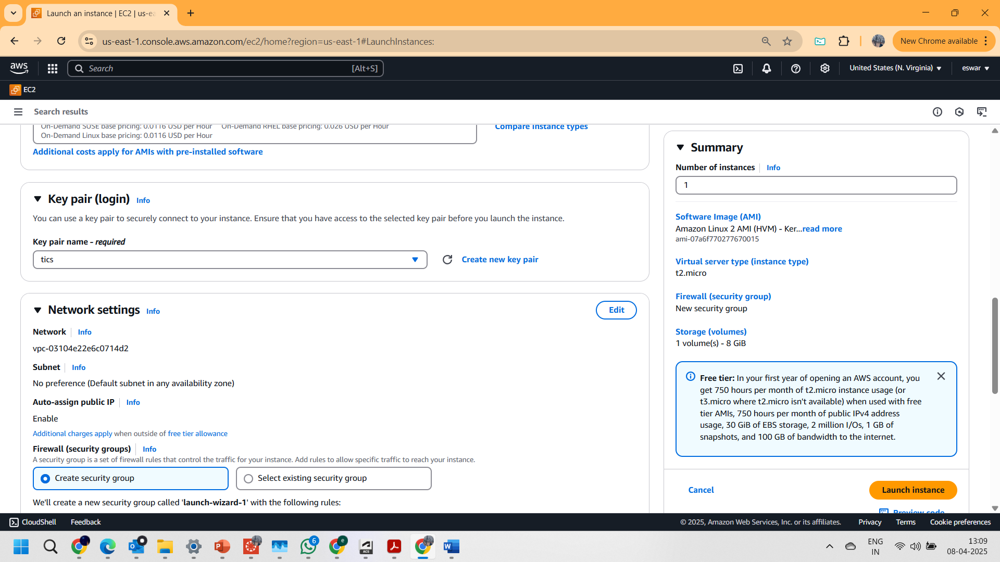 Launch an instance | EC2 | us-ea
us-east-1.console.aws.amazon.com/ec2/home?region=us-east-1#LaunchInstances:
New Chrome available
aws
Search
[Alt+S]
United States (N. Virginia)
eswar
EC2
Search results
On-Demand SUSE base pricing: 0.0116 USD per Hour On-Demand RHEL base pricing: 0.026 USD per Hour
On-Demand Linux base pricing: 0.0116 USD per Hour
Compare instance types
Additional costs apply for AMIs with pre-installed software
Key pair (login) Info
You can use a key pair to securely connect to your instance. Ensure that you have access to the selected key pair before you launch the instance.
Key pair name - required
tics
Create new key pair
Network settings Info
Edit
Network Info
vpc-03104e22e6c0714d2
Subnet Info
No preference (Default subnet in any availability zone)
Auto-assign public IP Info
Enable
Additional charges apply when outside of free tier allowance
Firewall (security groups) Info
A security group is a set of firewall rules that control the traffic for your instance. Add rules to allow specific traffic to reach your instance.
Create security group
Select existing security group
We'll create a new security group called 'launch-wizard-1' with the following rules:
Summary
Number of instances Info
1
Software Image (AMI)
Amazon Linux 2 AMI (HVM) - Ker...read more
ami-07a6f770277670015
Virtual server type (instance type)
t2.micro
Firewall (security group)
New security group
Storage (volumes)
1 volume(s) - 8 GiB
Free tier: In your first year of opening an AWS account, you
get 750 hours per month of t2.micro instance usage (or
t3.micro where t2.micro isn't available) when used with free
tier AMIs, 750 hours per month of public IPv4 address
usage, 30 GiB of EBS storage, 2 million I/Os, 1 GB of
snapshots, and 100 GB of bandwidth to the internet.
Cancel
Launch instance
Preview code
CloudShell
Feedback
© 2025, Amazon Web Services, Inc. or its affiliates.
Privacy
Terms
Cookie preferences
6
e
ACS
ENG
IN
13:09
08-04-2025